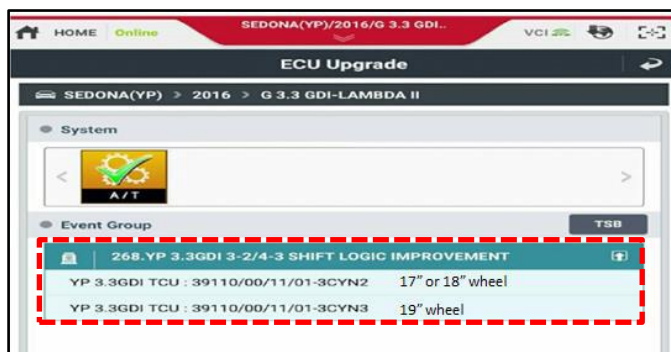 HOME Online SEDONA(YP)/2016/G 3.3 GDI.. VCI
ECU Upgrade
SEDONA(YP) > 2016 > G 3.3 GDI-LAMBDA II
System
< A/T >
Event Group TSB
268.YP 3.3GDI 3-2/4-3 SHIFT LOGIC IMPROVEMENT
YP 3.3GDI TCU : 39110/00/11/01-3CYN2 17” or 18” wheel
YP 3.3GDI TCU : 39110/00/11/01-3CYN3 19” wheel